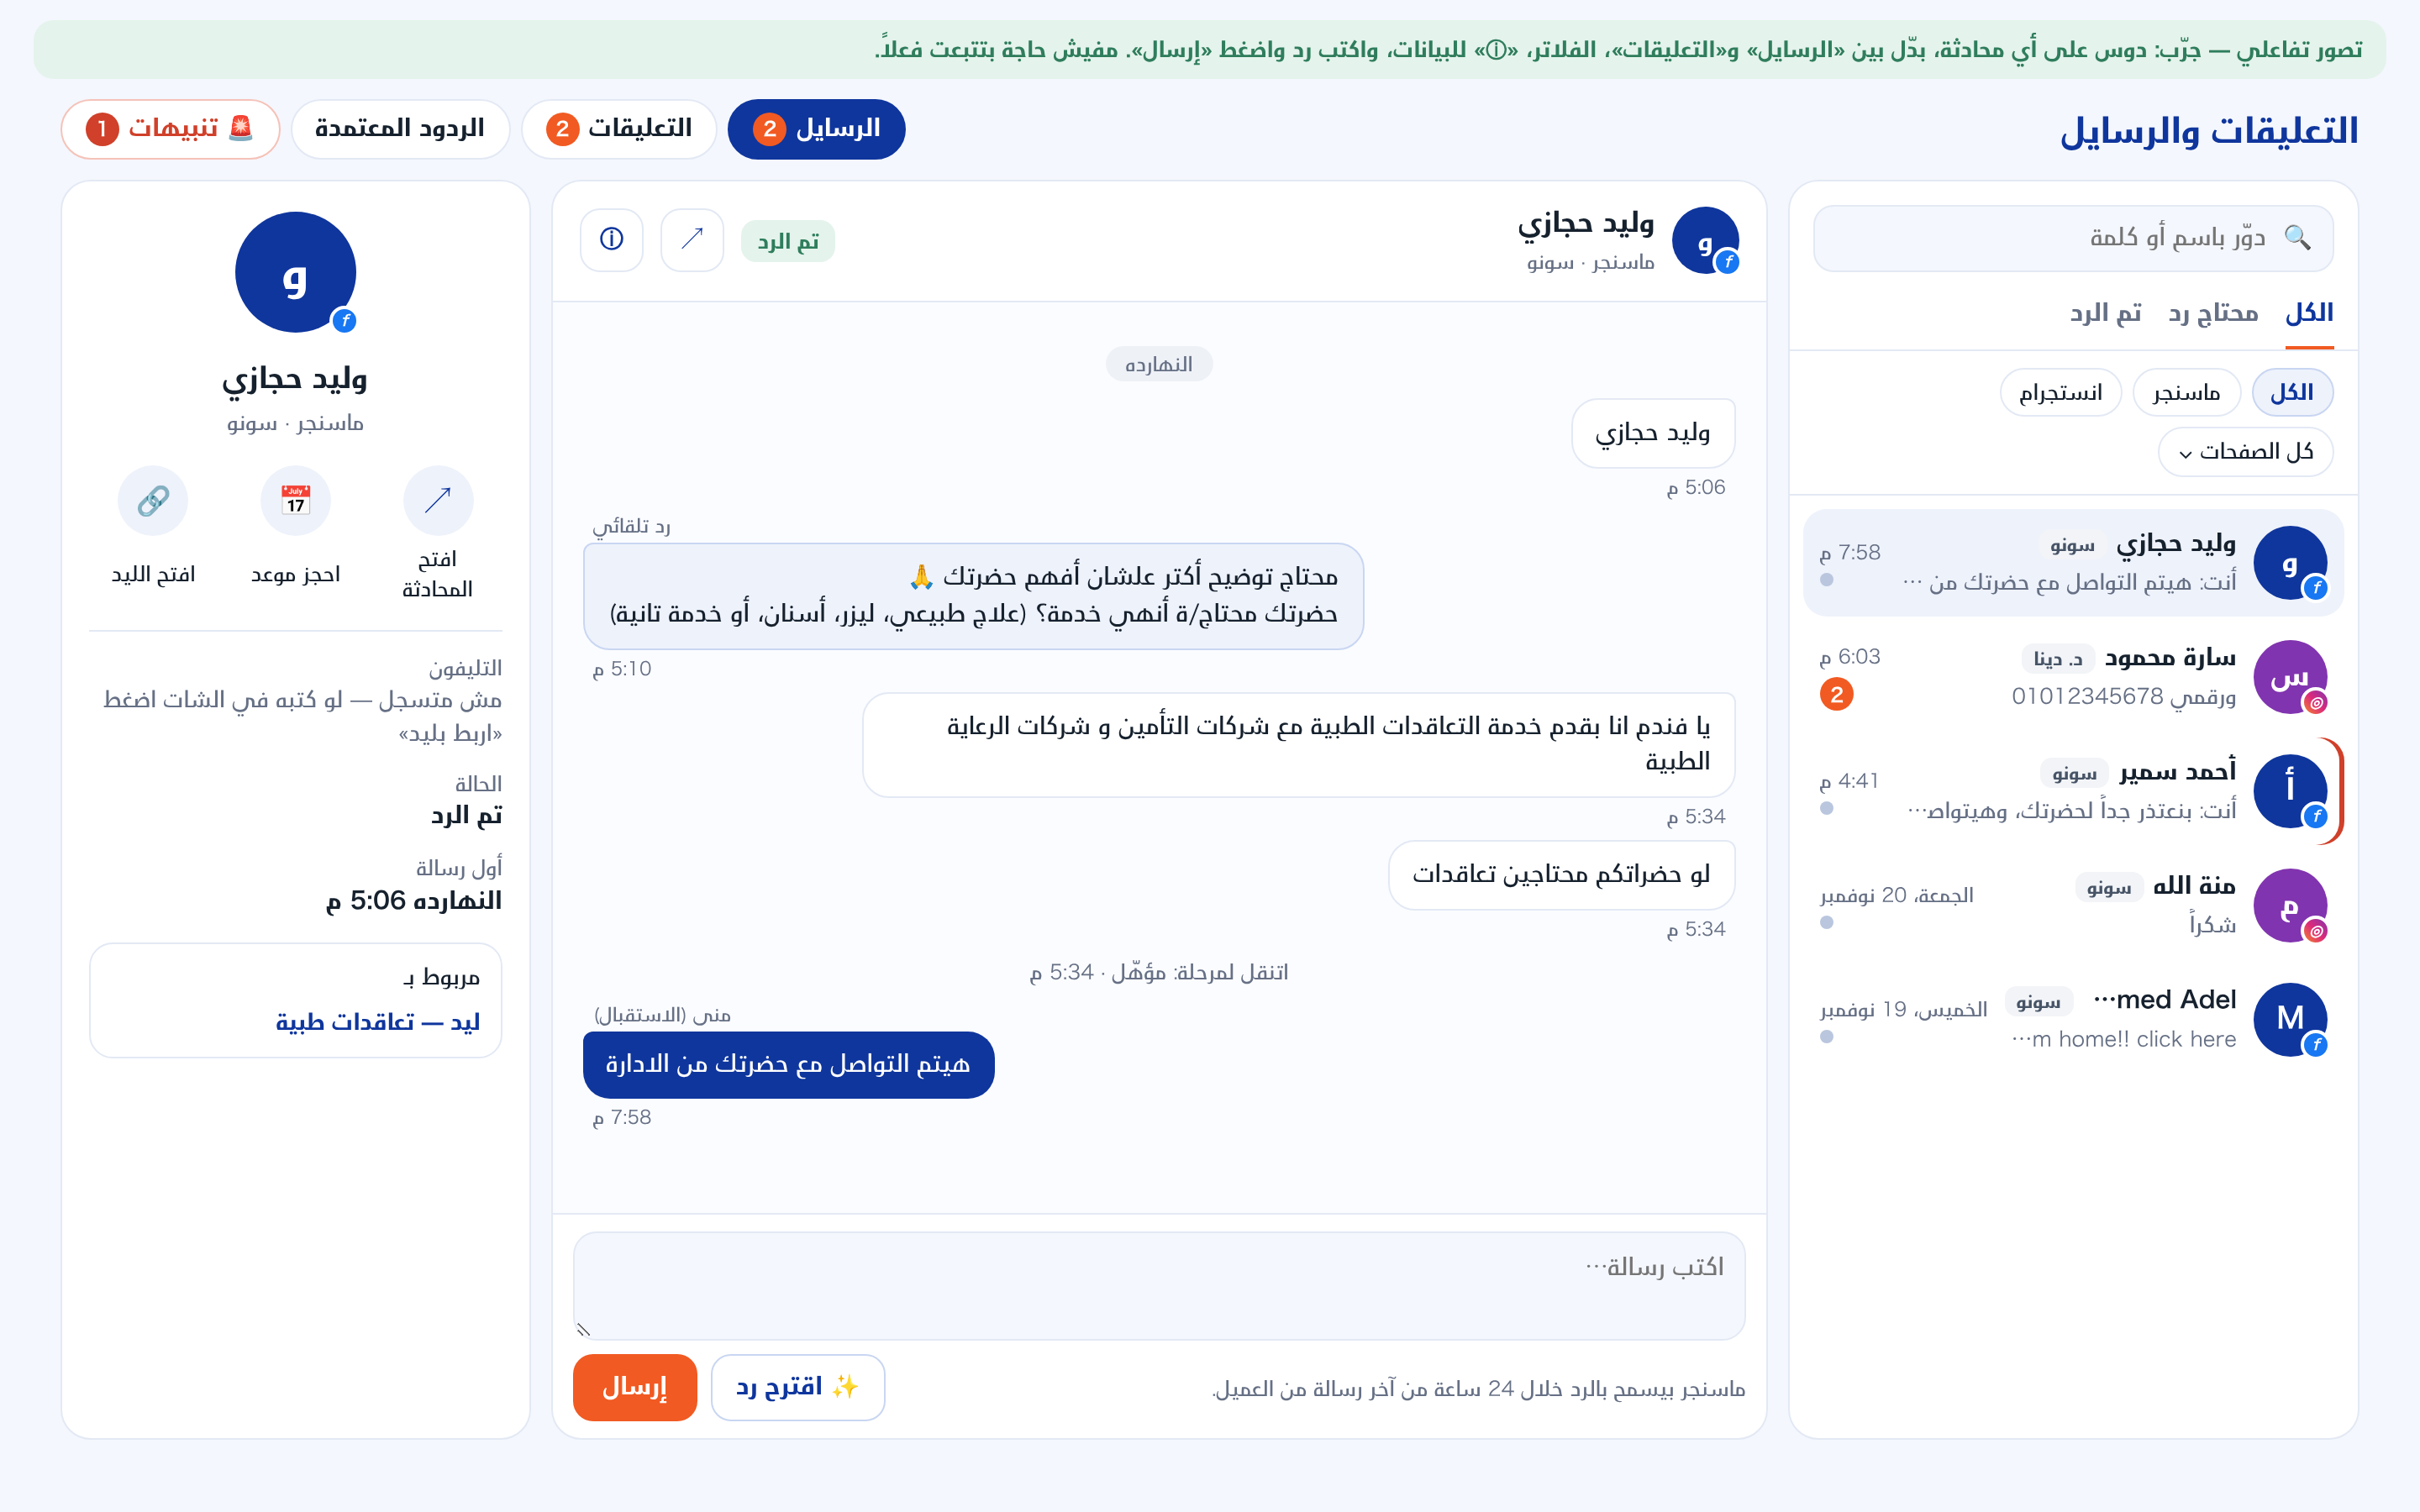 تصور تفاعلي — جرّب: دوس على أي محادثة، بدّل بين «الرسايل» و«التعليقات»، الفلاتر، «ⓘ» للبيانات، واكتب رد واضغط «إرسال». مفيش حاجة بتتبعت فعلاً.
التعليقات والرسايل
الرسايل 2
التعليقات 2
الردود المعتمدة
🚨 تنبيهات 1
🔍 دوّر باسم أو كلمة
الكل محتاج رد تم الرد
الكل ماسنجر انستجرام
كل الصفحات
و f
وليد حجازي سونو 7:58 م
أنت: هيتم التواصل مع حضرتك من …
س
سارة محمود د. دينا 6:03 م
ورقمي 01012345678 2
أ f
أحمد سمير سونو 4:41 م
أنت: بنعتذر جداً لحضرتك، وهيتواص…
م
منة الله سونو الجمعة، 20 نوفمبر
شكراً
M f
…med Adel سونو الخميس، 19 نوفمبر
…m home!! click here
و f
وليد حجازي
ماسنجر · سونو
تم الرد
↗
ⓘ
النهارده
وليد حجازي
5:06 م
رد تلقائي
محتاج توضيح أكتر علشان أفهم حضرتك 🙏
حضرتك محتاج/ة أنهي خدمة؟ (علاج طبيعي، ليزر، أسنان، أو خدمة تانية)
5:10 م
يا فندم انا بقدم خدمة التعاقدات الطبية مع شركات التأمين و شركات الرعاية
الطبية
5:34 م
لو حضراتكم محتاجين تعاقدات
5:34 م
اتنقل لمرحلة: مؤهّل · 5:34 م
منى (الاستقبال)
هيتم التواصل مع حضرتك من الادارة
7:58 م
اكتب رسالة…
ماسنجر بيسمح بالرد خلال 24 ساعة من آخر رسالة من العميل.
✨ اقترح رد
إرسال
و f
وليد حجازي
ماسنجر · سونو
↗ 📅 🔗
افتح
المحادثة
احجز موعد
افتح الليد
التليفون
مش متسجل — لو كتبه في الشات اضغط
«اربط بليد»
الحالة
تم الرد
أول رسالة
النهارده 5:06 م
مربوط بـ
ليد — تعاقدات طبية